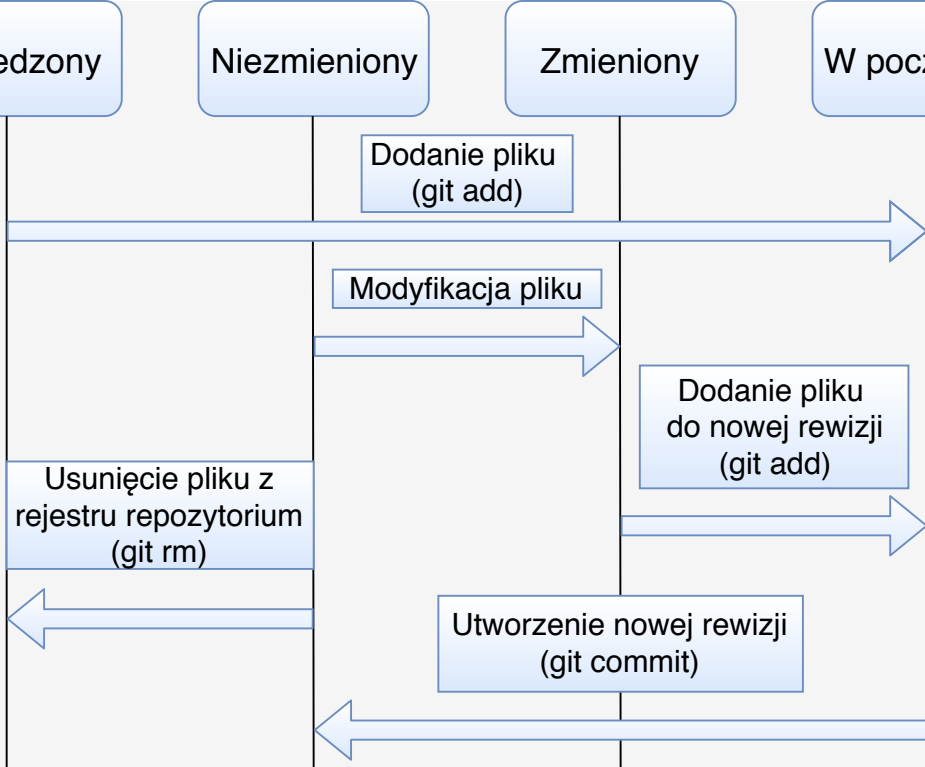 edzony
Niezmieniony
Zmieniony
W pocz
Dodanie pliku
(git add)
Modyfikacja pliku
Dodanie pliku
do nowej rewizji
(git add)
Usunięcie pliku z
rejestru repozytorium
(git rm)
Utworzenie nowej rewizji
(git commit)